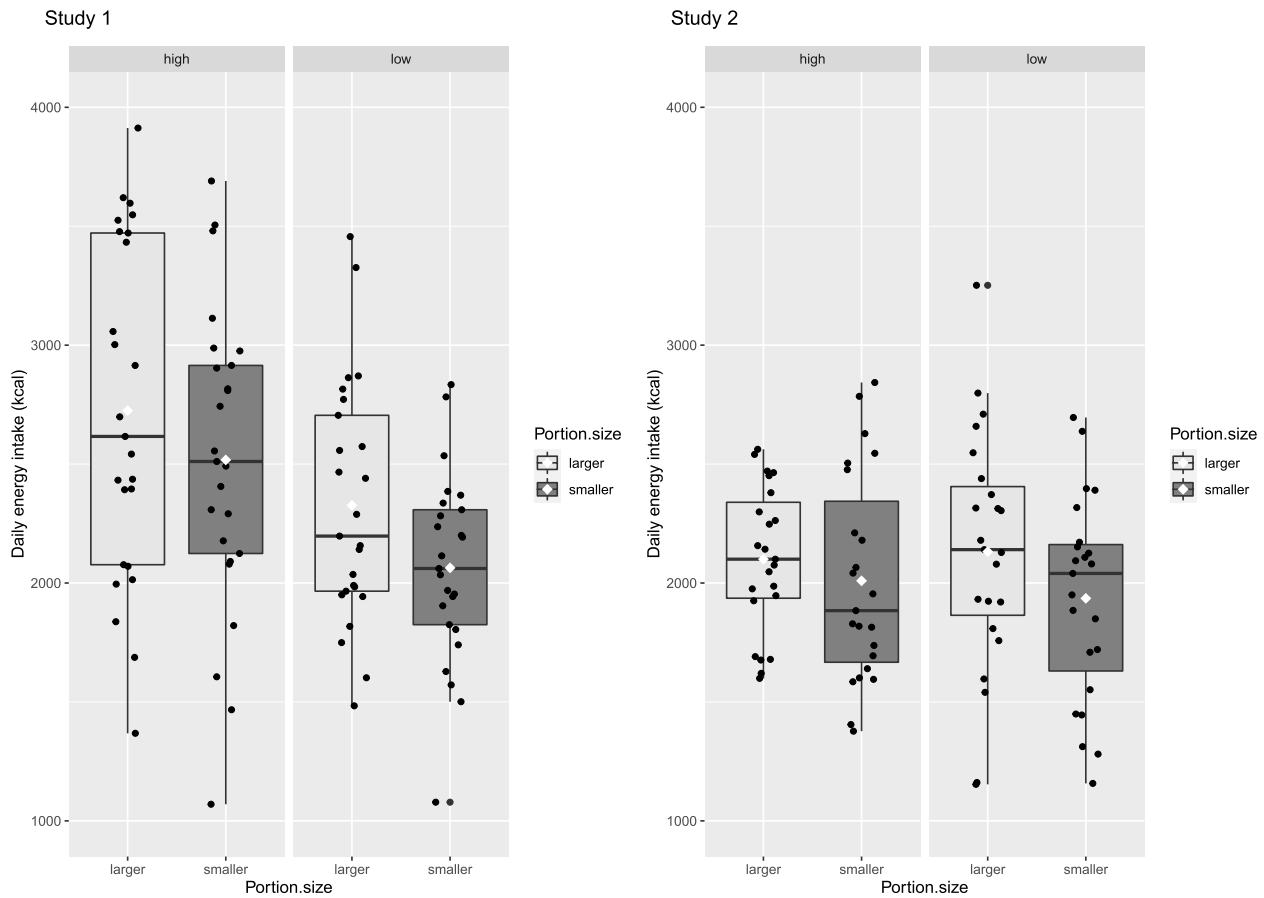 Study 1
high
low
4000
3000
2000
1000
Daily energy intake (kcal)
larger
smaller
larger
smaller
Portion.size
Portion.size
larger
smaller
Study 2
high
low
4000
3000
2000
1000
Daily energy intake (kcal)
larger
smaller
larger
smaller
Portion.size
Portion.size
larger
smaller